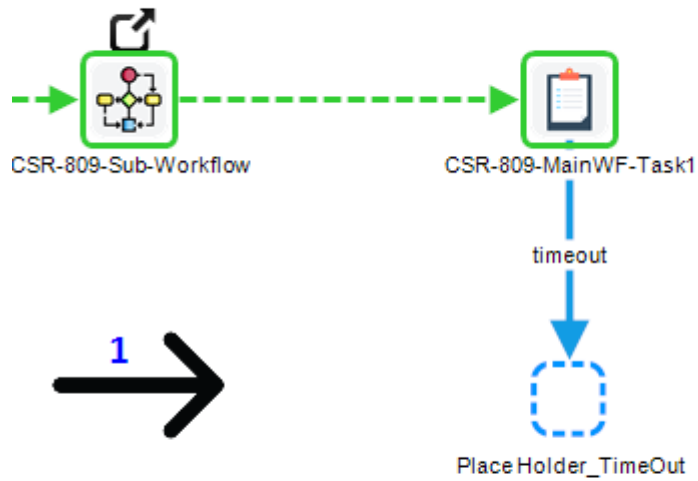 CSR-809-Sub-Workflow
CSR-809-MainWF-Task1
timeout
1
Place Holder_TimeOut